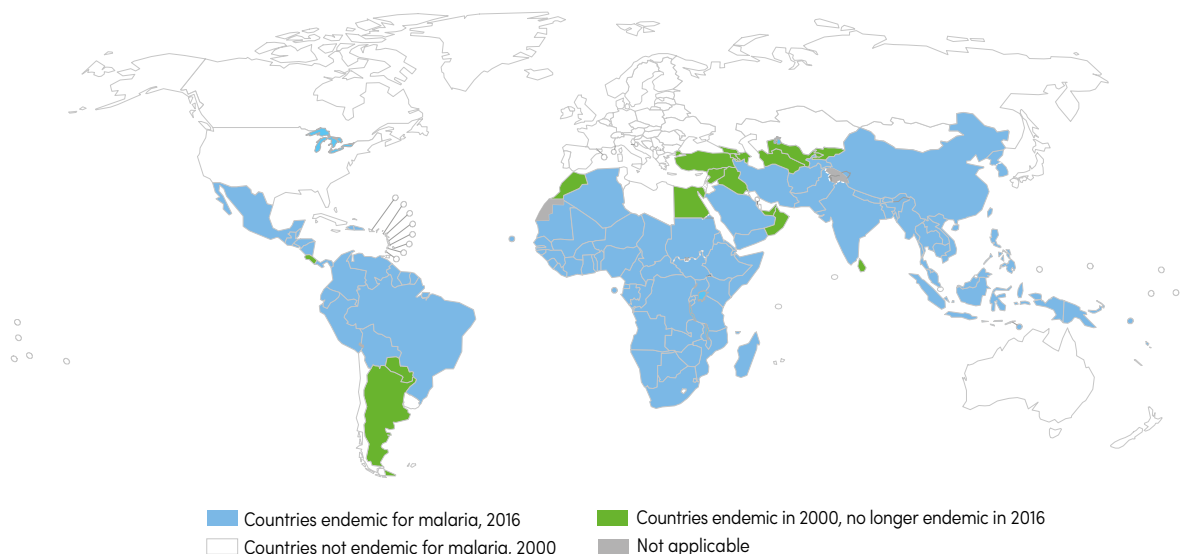 Countries endemic for malaria, 2016
Countries endemic in 2000, no longer endemic in 2016
Countries not endemic for malaria, 2000
Not applicable